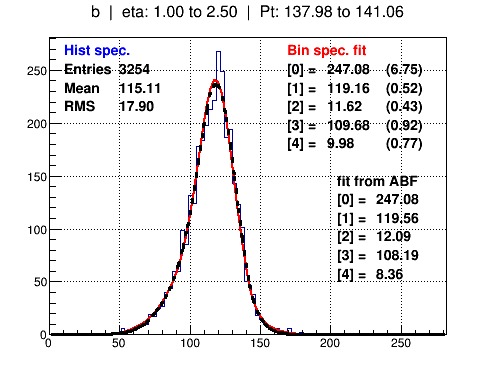 b | eta: 1.00 to 2.50 | Pt: 137.98 to 141.06
Hist spec.
Entries 3254
Mean 115.11
RMS 17.90
Bin spec. fit
[0] = 247.08 (6.75)
[1] = 119.16 (0.52)
[2] = 11.62 (0.43)
[3] = 109.68 (0.92)
[4] = 9.98 (0.77)
fit from ABF
[0] = 247.08
[1] = 119.56
[2] = 12.09
[3] = 108.19
[4] = 8.36
250
200
150
100
50
0
0 50 100 150 200 250